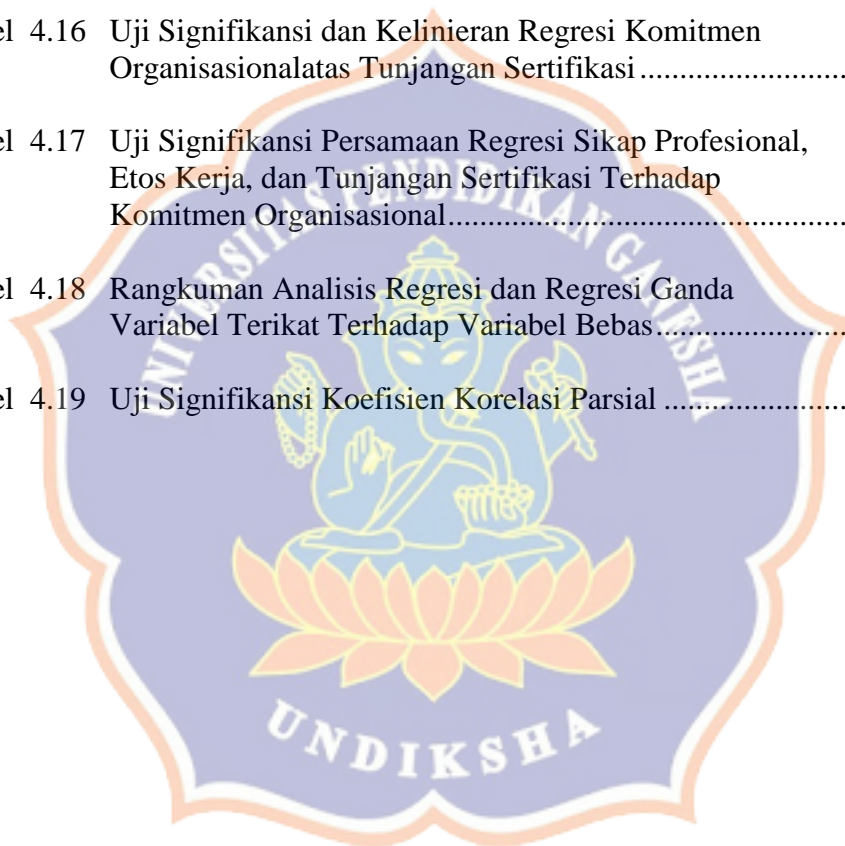 el 4.16 Uji Signifikansi dan Kelinieran Regresi Komitmen
Organisasionalatas Tunjangan Sertifikasi........................
el 4.17 Uji Signifikansi Persamaan Regresi Sikap Profesional,
Etos Kerja, dan Tunjangan Sertifikasi Terhadap
Komitmen Organisasional..............................................
el 4.18 Rangkuman Analisis Regresi dan Regresi Ganda
Variabel Terikat Terhadap Variabel Bebas......................
el 4.19 Uji Signifikansi Koefisien Korelasi Parsial .....................
UNIVERSITAS PENDIDIKAN GANESHA
UNDIKSHA